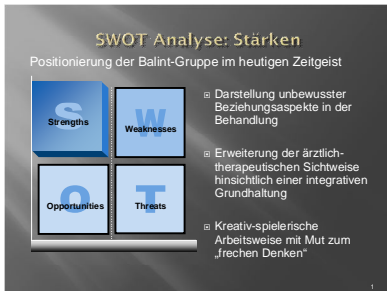 SWOT Analyse: Stärken
Positionierung der Balint-Gruppe im heutigen Zeitgeist
S
Strengths
W
Weaknesses
O
Opportunities
T
Threats
Darstellung unbewusster
Beziehungsaspekte in der
Behandlung
Erweiterung der ärztlich-
therapeutischen Sichtweise
hinsichtlich einer integrativen
Grundhaltung
Kreativ-spielerische
Arbeitsweise mit Mut zum
„frechen Denken“
1